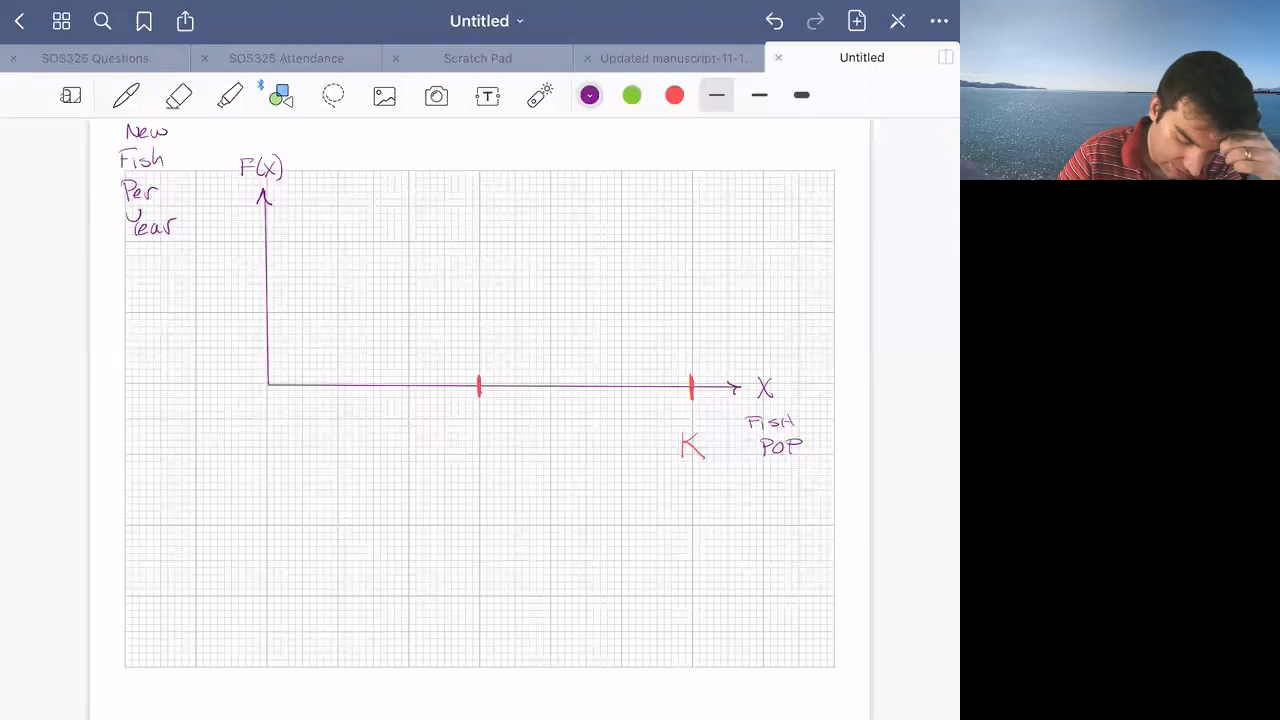 Untitled
SOS325 Questions
SOS325 Attendance
Scratch Pad
Updated manuscript-11-1...
Untitled
New
Fish
Per
Year
F(X)
X
Fish
POP
K